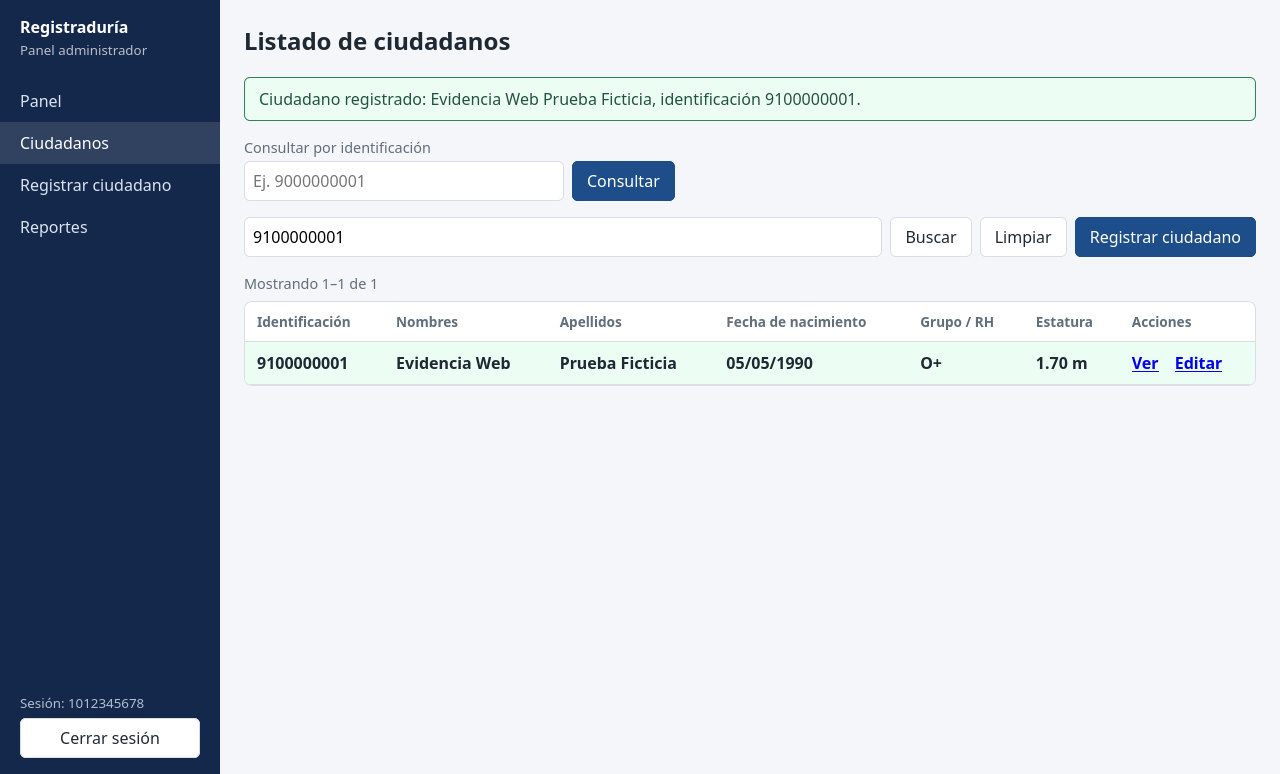 Registraduría
Panel administrador
Panel
Ciudadanos
Registrar ciudadano
Reportes
Sesión: 1012345678
Cerrar sesión
Listado de ciudadanos
Ciudadano registrado: Evidencia Web Prueba Ficticia, identificación 9100000001.
Consultar por identificación
Ej. 9000000001 Consultar
9100000001 Buscar Limpiar Registrar ciudadano
Mostrando 1–1 de 1
Identificación Nombres Apellidos Fecha de nacimiento Grupo / RH Estatura Acciones
9100000001 Evidencia Web Prueba Ficticia 05/05/1990 O+ 1.70 m Ver Editar